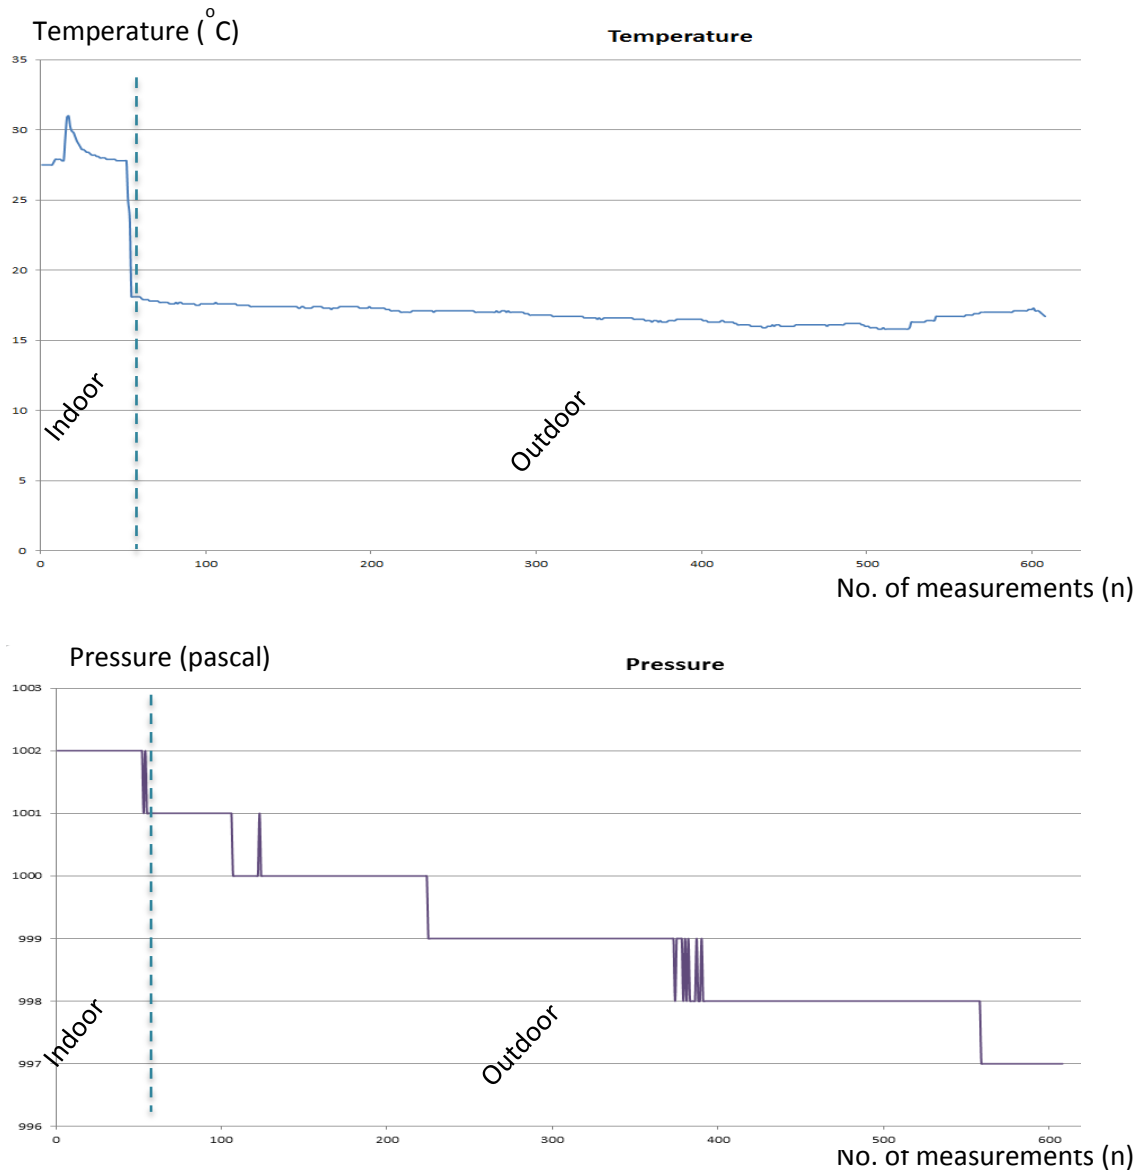 Temperature (°C)
Temperature
35
30
25
20
15
10
5
0
Indoor
Outdoor
0 100 200 300 400 500 600
No. of measurements (n)
Pressure (pascal)
Pressure
1003
1002
1001
1000
999
998
997
996
Indoor
Outdoor
0 100 200 300 400 500 600
No. of measurements (n)